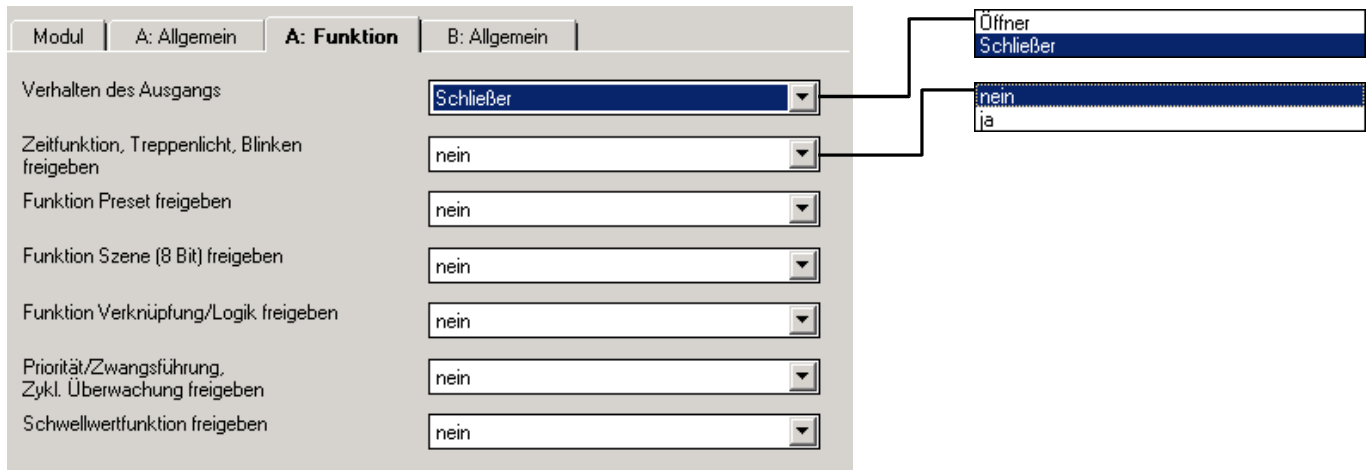 Modul
A: Allgemein
A: Funktion
B: Allgemein
Öffner
Schließer
Verhalten des Ausgangs
Schließer
nein
ja
Zeitfunktion, Treppenlicht, Blinken
freigeben
nein
Funktion Preset freigeben
nein
Funktion Szene (8 Bit) freigeben
nein
Funktion Verknüpfung/Logik freigeben
nein
Priorität/Zwangsführung,
Zykl. Überwachung freigeben
nein
Schwellwertfunktion freigeben
nein